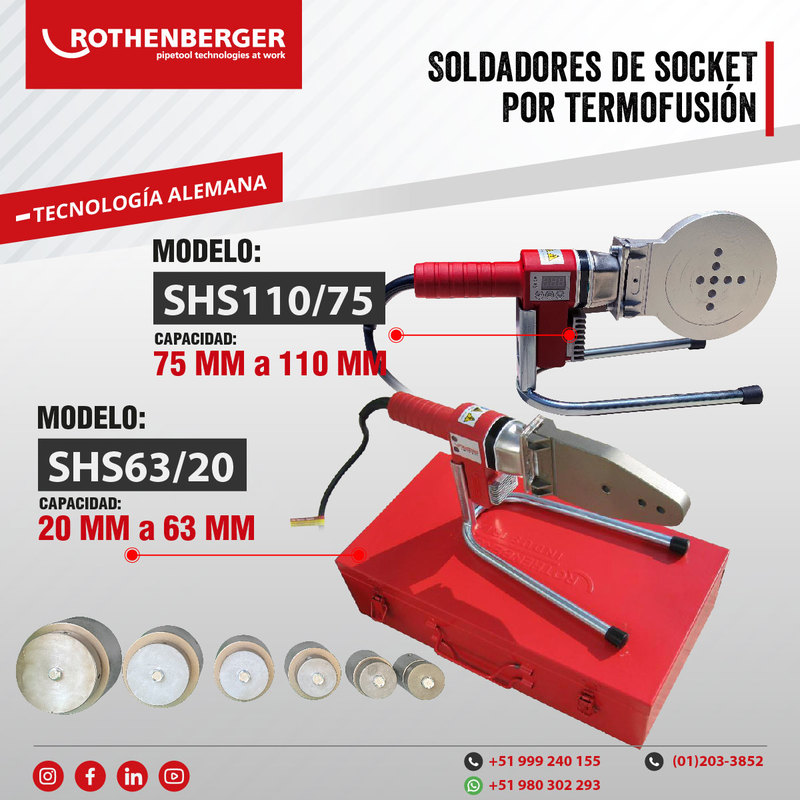 ROTHENBERGER
pipetool technologies at work
SOLDADORES DE SOCKET
POR TERMOFUSIÓN
TECNOLOGÍA ALEMANA
MODELO:
SHS110/75
CAPACIDAD:
75 MM a 110 MM
MODELO:
SHS63/20
CAPACIDAD:
20 MM a 63 MM
+51 999 240 155
(01)203-3852
+51 980 302 293